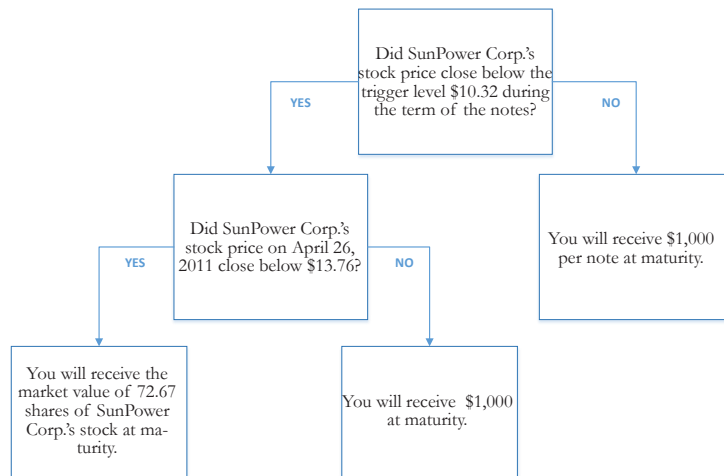 Did SunPower Corp.'s
stock price close below the
trigger level $10.32 during
the term of the notes?
YES
NO
Did SunPower Corp.'s
stock price on April 26,
2011 close below $13.76?
You will receive $1,000
per note at maturity.
YES
NO
You will receive the
market value of 72.67
shares of SunPower
Corp.'s stock at ma-
turity.
You will receive $1,000
at maturity.